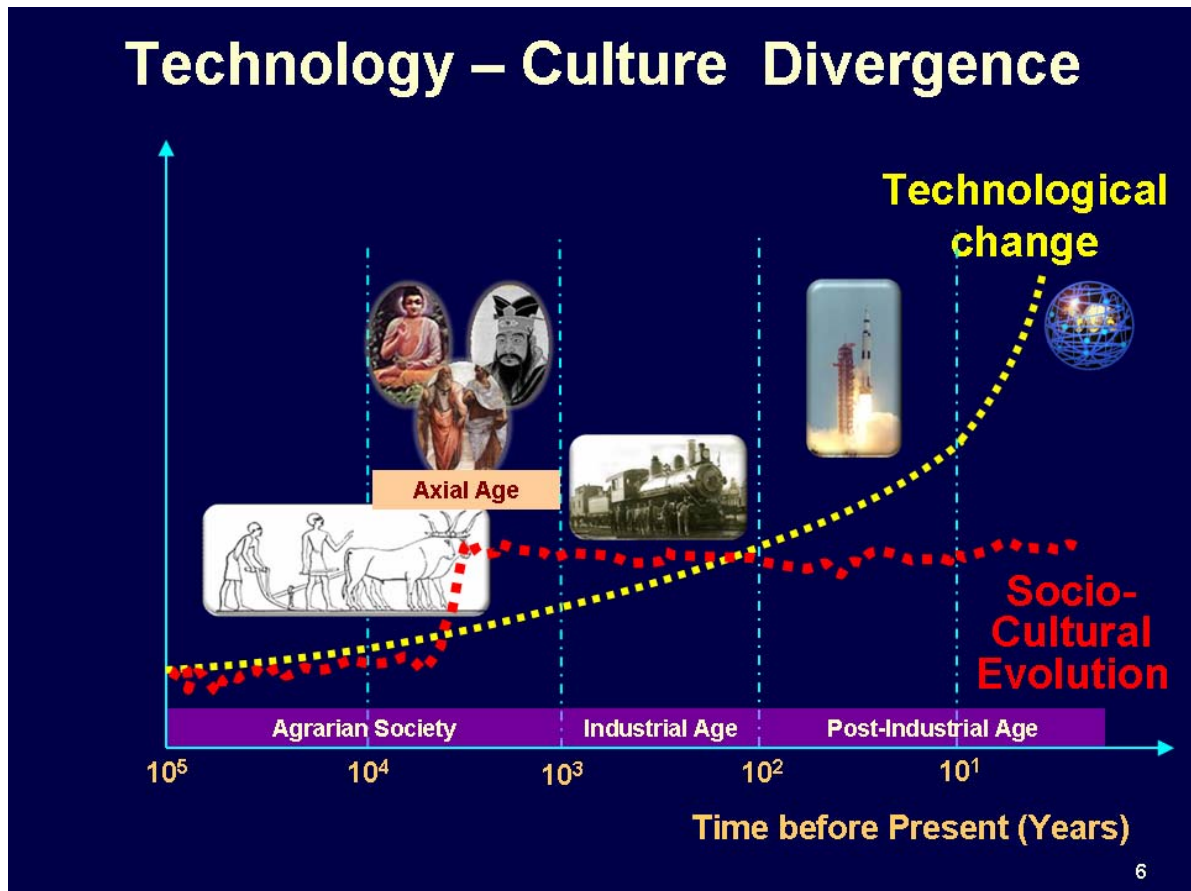 Technology – Culture  Divergence
Technological
change
Axial Age
Socio-
Cultural
Evolution
Agrarian Society
Industrial Age
Post-Industrial Age
10⁵
10⁴
10³
10²
10¹
Time before Present (Years)
6